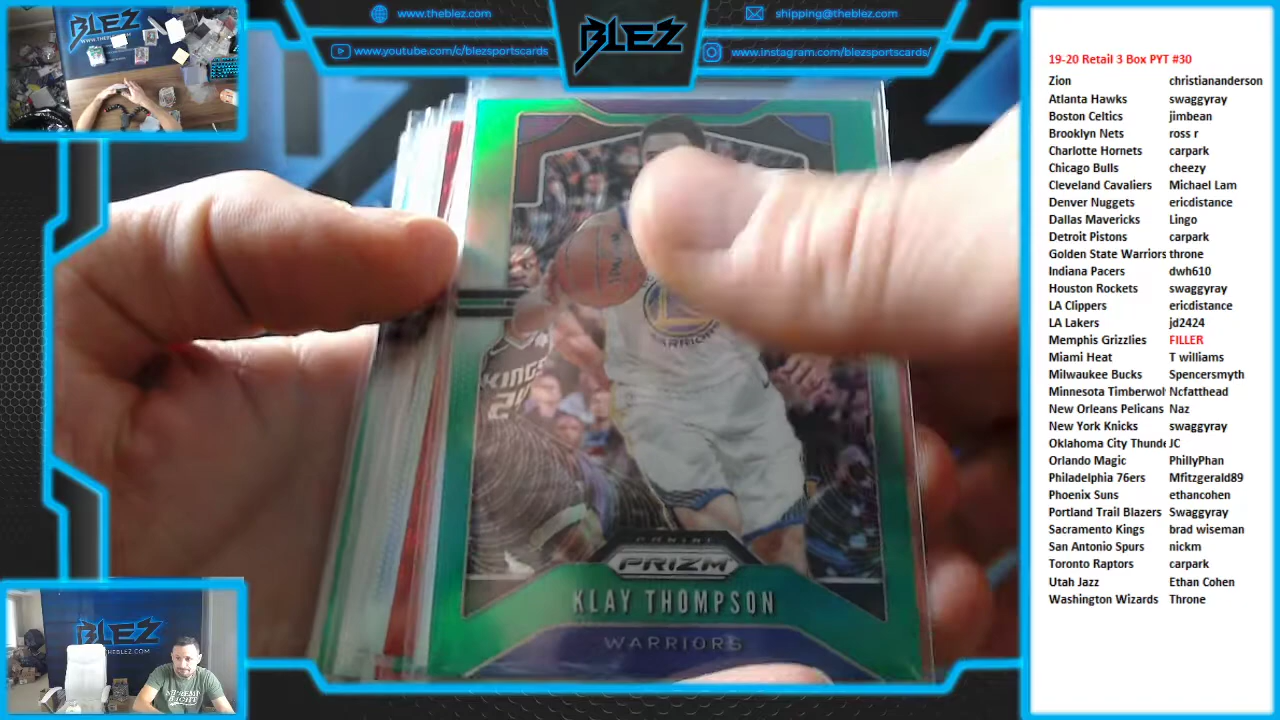 BLEZ
www.theblez.com
shipping@theblez.com
www.youtube.com/c/blezsportscards
www.instagram.com/blezsportscards/
BLEZ
KINGS
WARRIORS
PANINI
PRIZM
KLAY THOMPSON
WARRIORS
BLEZ
19-20 Retail 3 Box PYT #30
Zion christiananderson
Atlanta Hawks swaggyray
Boston Celtics jimbean
Brooklyn Nets ross r
Charlotte Hornets carpark
Chicago Bulls cheezy
Cleveland Cavaliers Michael Lam
Denver Nuggets ericdistance
Dallas Mavericks Lingo
Detroit Pistons carpark
Golden State Warriors throne
Indiana Pacers dwh610
Houston Rockets swaggyray
LA Clippers ericdistance
LA Lakers jd2424
Memphis Grizzlies FILLER
Miami Heat T williams
Milwaukee Bucks Spencersmyth
Minnesota Timberwol Ncfatthead
New Orleans Pelicans Naz
New York Knicks swaggyray
Oklahoma City Thunde JC
Orlando Magic PhillyPhan
Philadelphia 76ers Mfitzgerald89
Phoenix Suns ethancohen
Portland Trail Blazers Swaggyray
Sacramento Kings brad wiseman
San Antonio Spurs nickm
Toronto Raptors carpark
Utah Jazz Ethan Cohen
Washington Wizards Throne